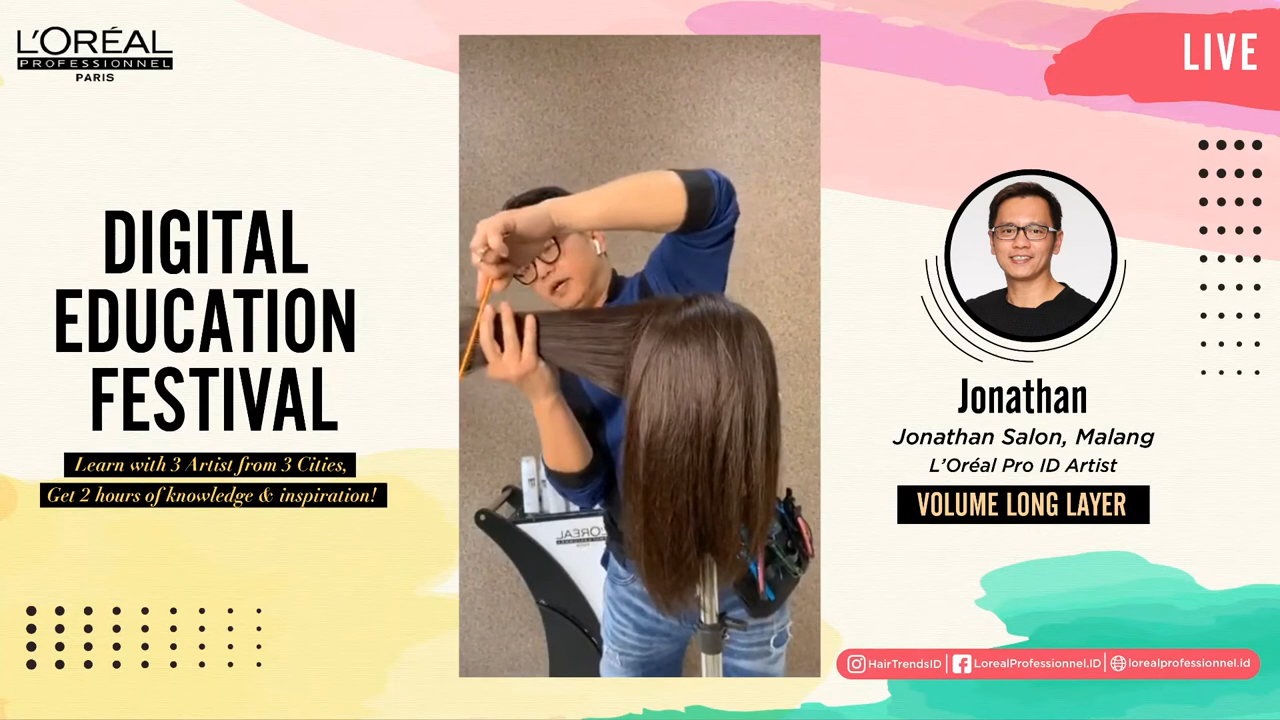 L'ORÉAL
PROFESSIONNEL
PARIS
LIVE
DIGITAL
EDUCATION
FESTIVAL
Learn with 3 Artist from 3 Cities,
Get 2 hours of knowledge & inspiration!
L'ORÉAL
Jonathan
Jonathan Salon, Malang
L'Oréal Pro ID Artist
VOLUME LONG LAYER
HairTrendsID | LorealProfessionnel.ID | lorealprofessionnel.id